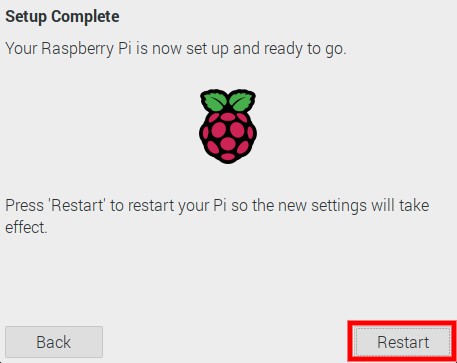 Setup Complete
Your Raspberry Pi is now set up and ready to go.
Press 'Restart' to restart your Pi so the new settings will take
effect.
Back
Restart